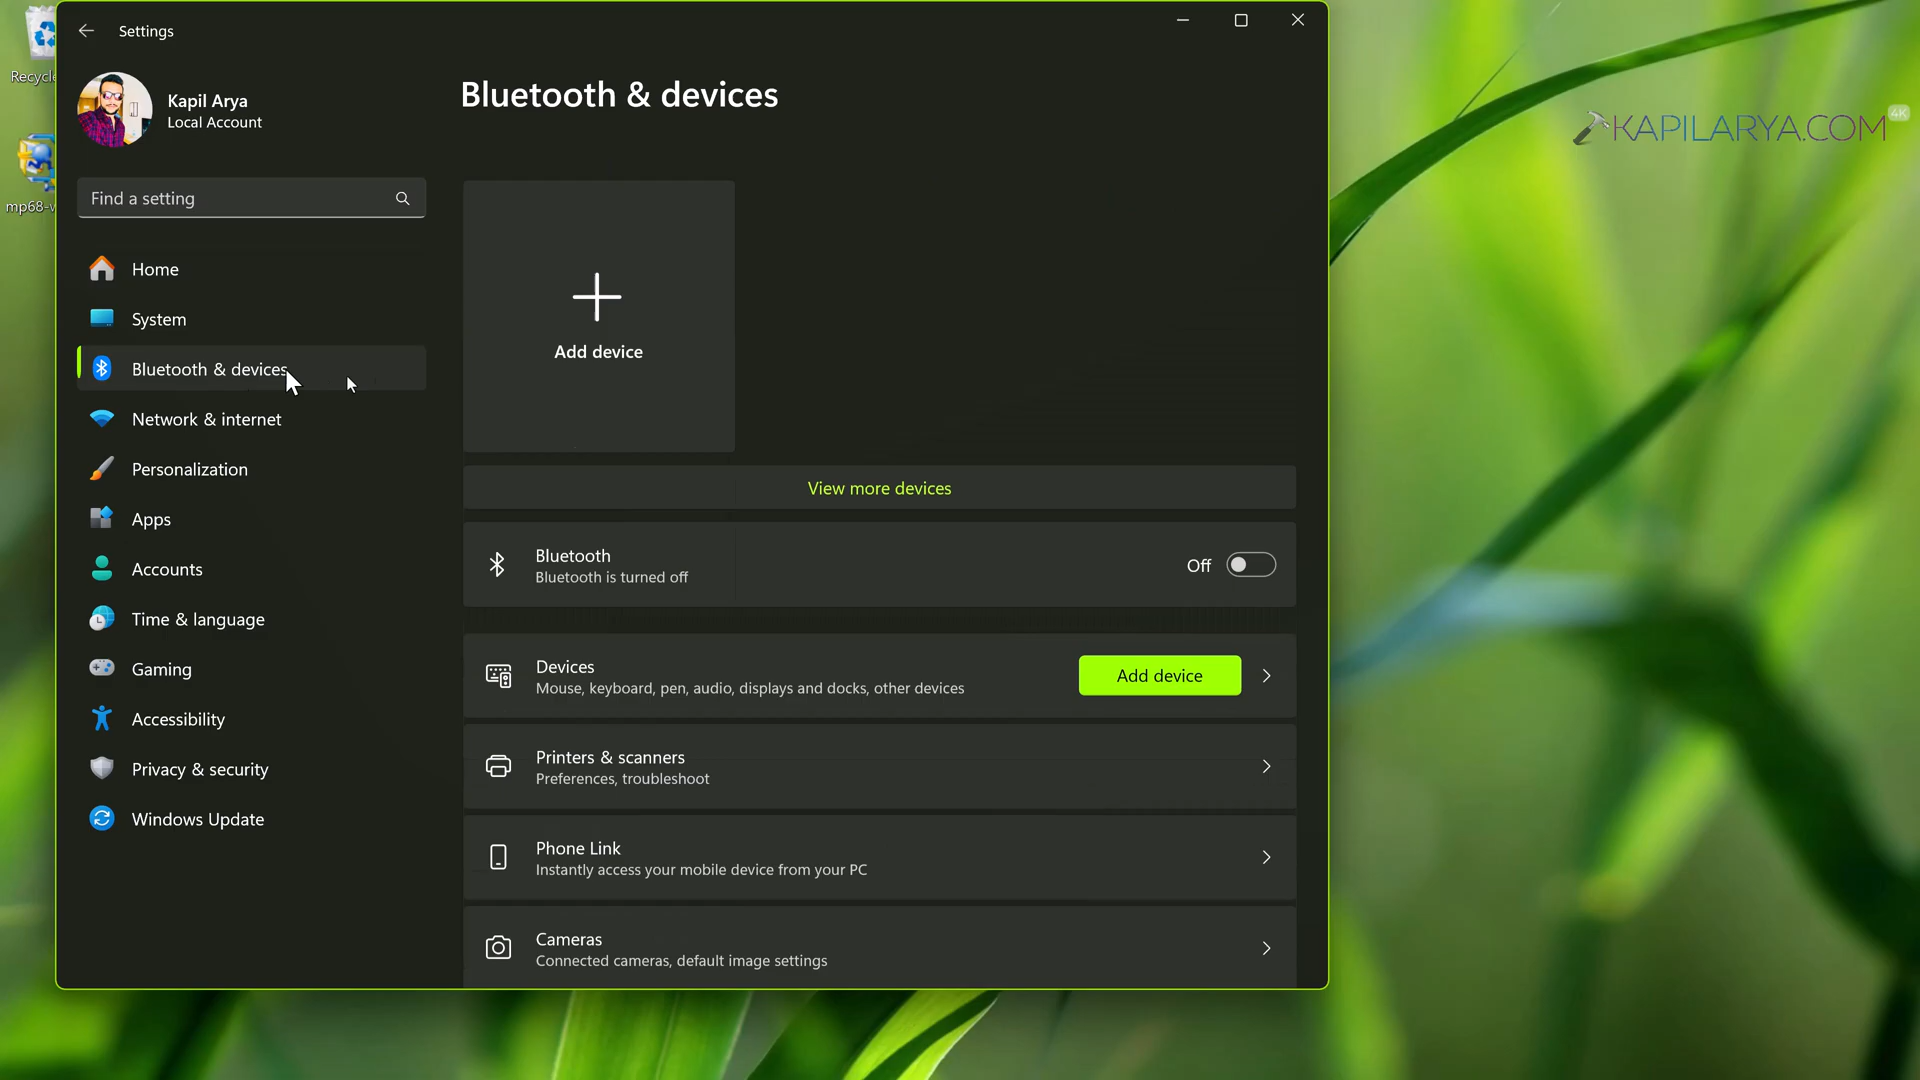 Settings
Kapil Arya
Local Account
Find a setting
Home
System
Bluetooth & devices
Network & internet
Personalization
Apps
Accounts
Time & language
Gaming
Accessibility
Privacy & security
Windows Update
Bluetooth & devices
Add device
View more devices
Bluetooth
Bluetooth is turned off
Off
Devices
Mouse, keyboard, pen, audio, displays and docks, other devices
Add device
Printers & scanners
Preferences, troubleshoot
Phone Link
Instantly access your mobile device from your PC
Cameras
Connected cameras, default image settings
Recycle
mp68-w
KAPILARYA.COM
4K